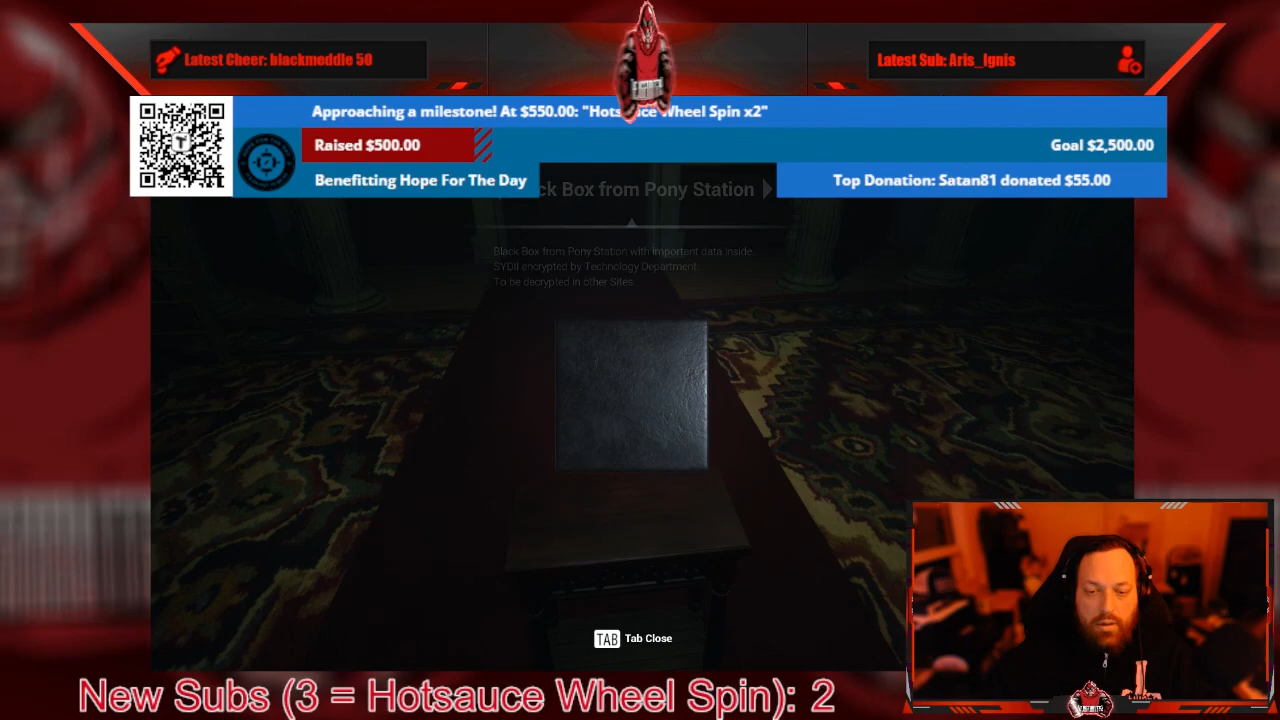 Latest Cheer: blackmeddle 50
Latest Sub: Aris_Ignis
Approaching a milestone! At $550.00: "Hotsauce Wheel Spin x2"
Raised $500.00
Goal $2,500.00
Benefitting Hope For The Day
ck Box from Pony Station
Top Donation: Satan81 donated $55.00
Black Box from Pony Station with important data inside.
SYDII encrypted by Technology Department.
To be decrypted in other Sites.
TAB Tab Close
New Subs (3 = Hotsauce Wheel Spin): 2